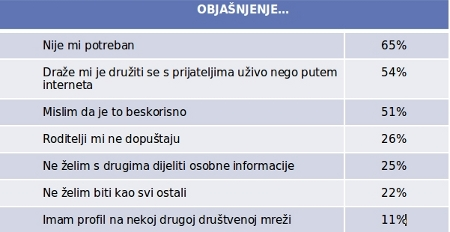 OBJAŠNJENJE...
Nije mi potreban 65%
Draže mi je družiti se s prijateljima uživo nego putem 54%
interneta
Mislim da je to beskorisno 51%
Roditelji mi ne dopuštaju 26%
Ne želim s drugima dijeliti osobne informacije 25%
Ne želim biti kao svi ostali 22%
Imam profil na nekoj drugoj društvenoj mreži 11%